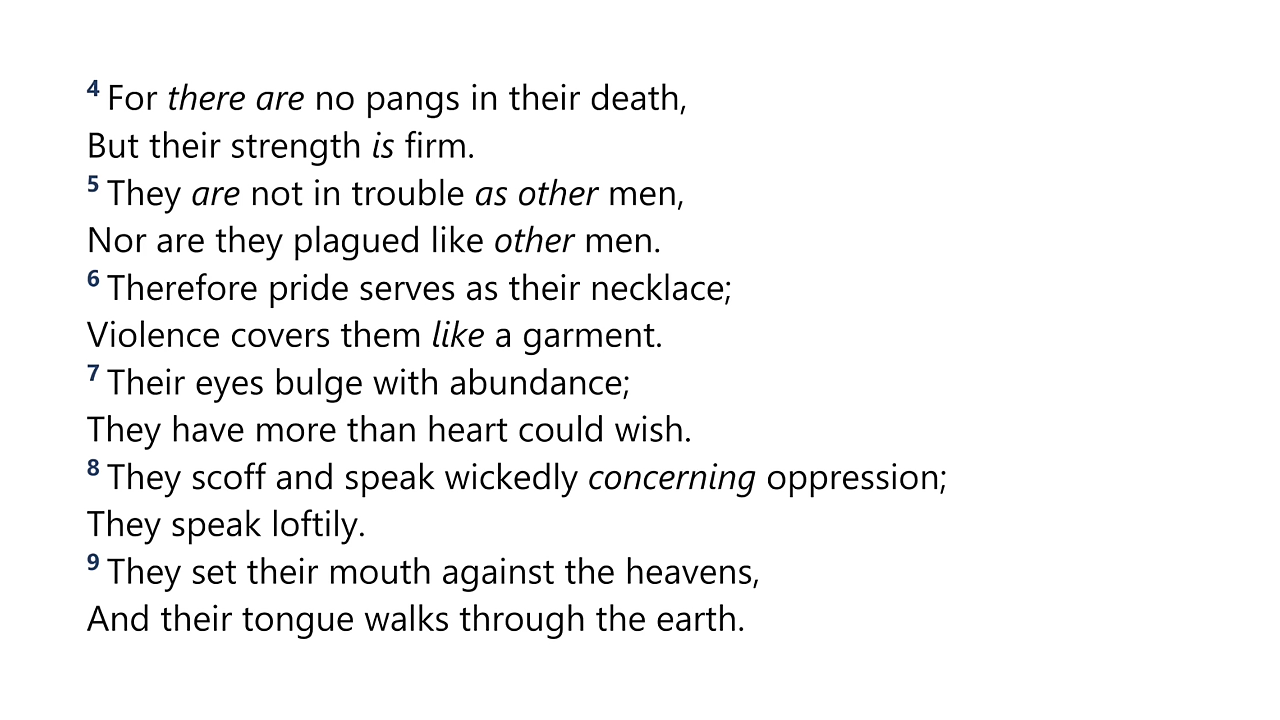 4 For there are no pangs in their death,
But their strength is firm.
5 They are not in trouble as other men,
Nor are they plagued like other men.
6 Therefore pride serves as their necklace;
Violence covers them like a garment.
7 Their eyes bulge with abundance;
They have more than heart could wish.
8 They scoff and speak wickedly concerning oppression;
They speak loftily.
9 They set their mouth against the heavens,
And their tongue walks through the earth.